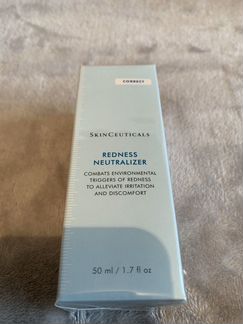 CORRECT
SKINCEUTICALS
REDNESS
NEUTRALIZER
COMBATS ENVIRONMENTAL
TRIGGERS OF REDNESS
TO ALLEVIATE IRRITATION
AND DISCOMFORT
50 ml / 1.7 fl oz